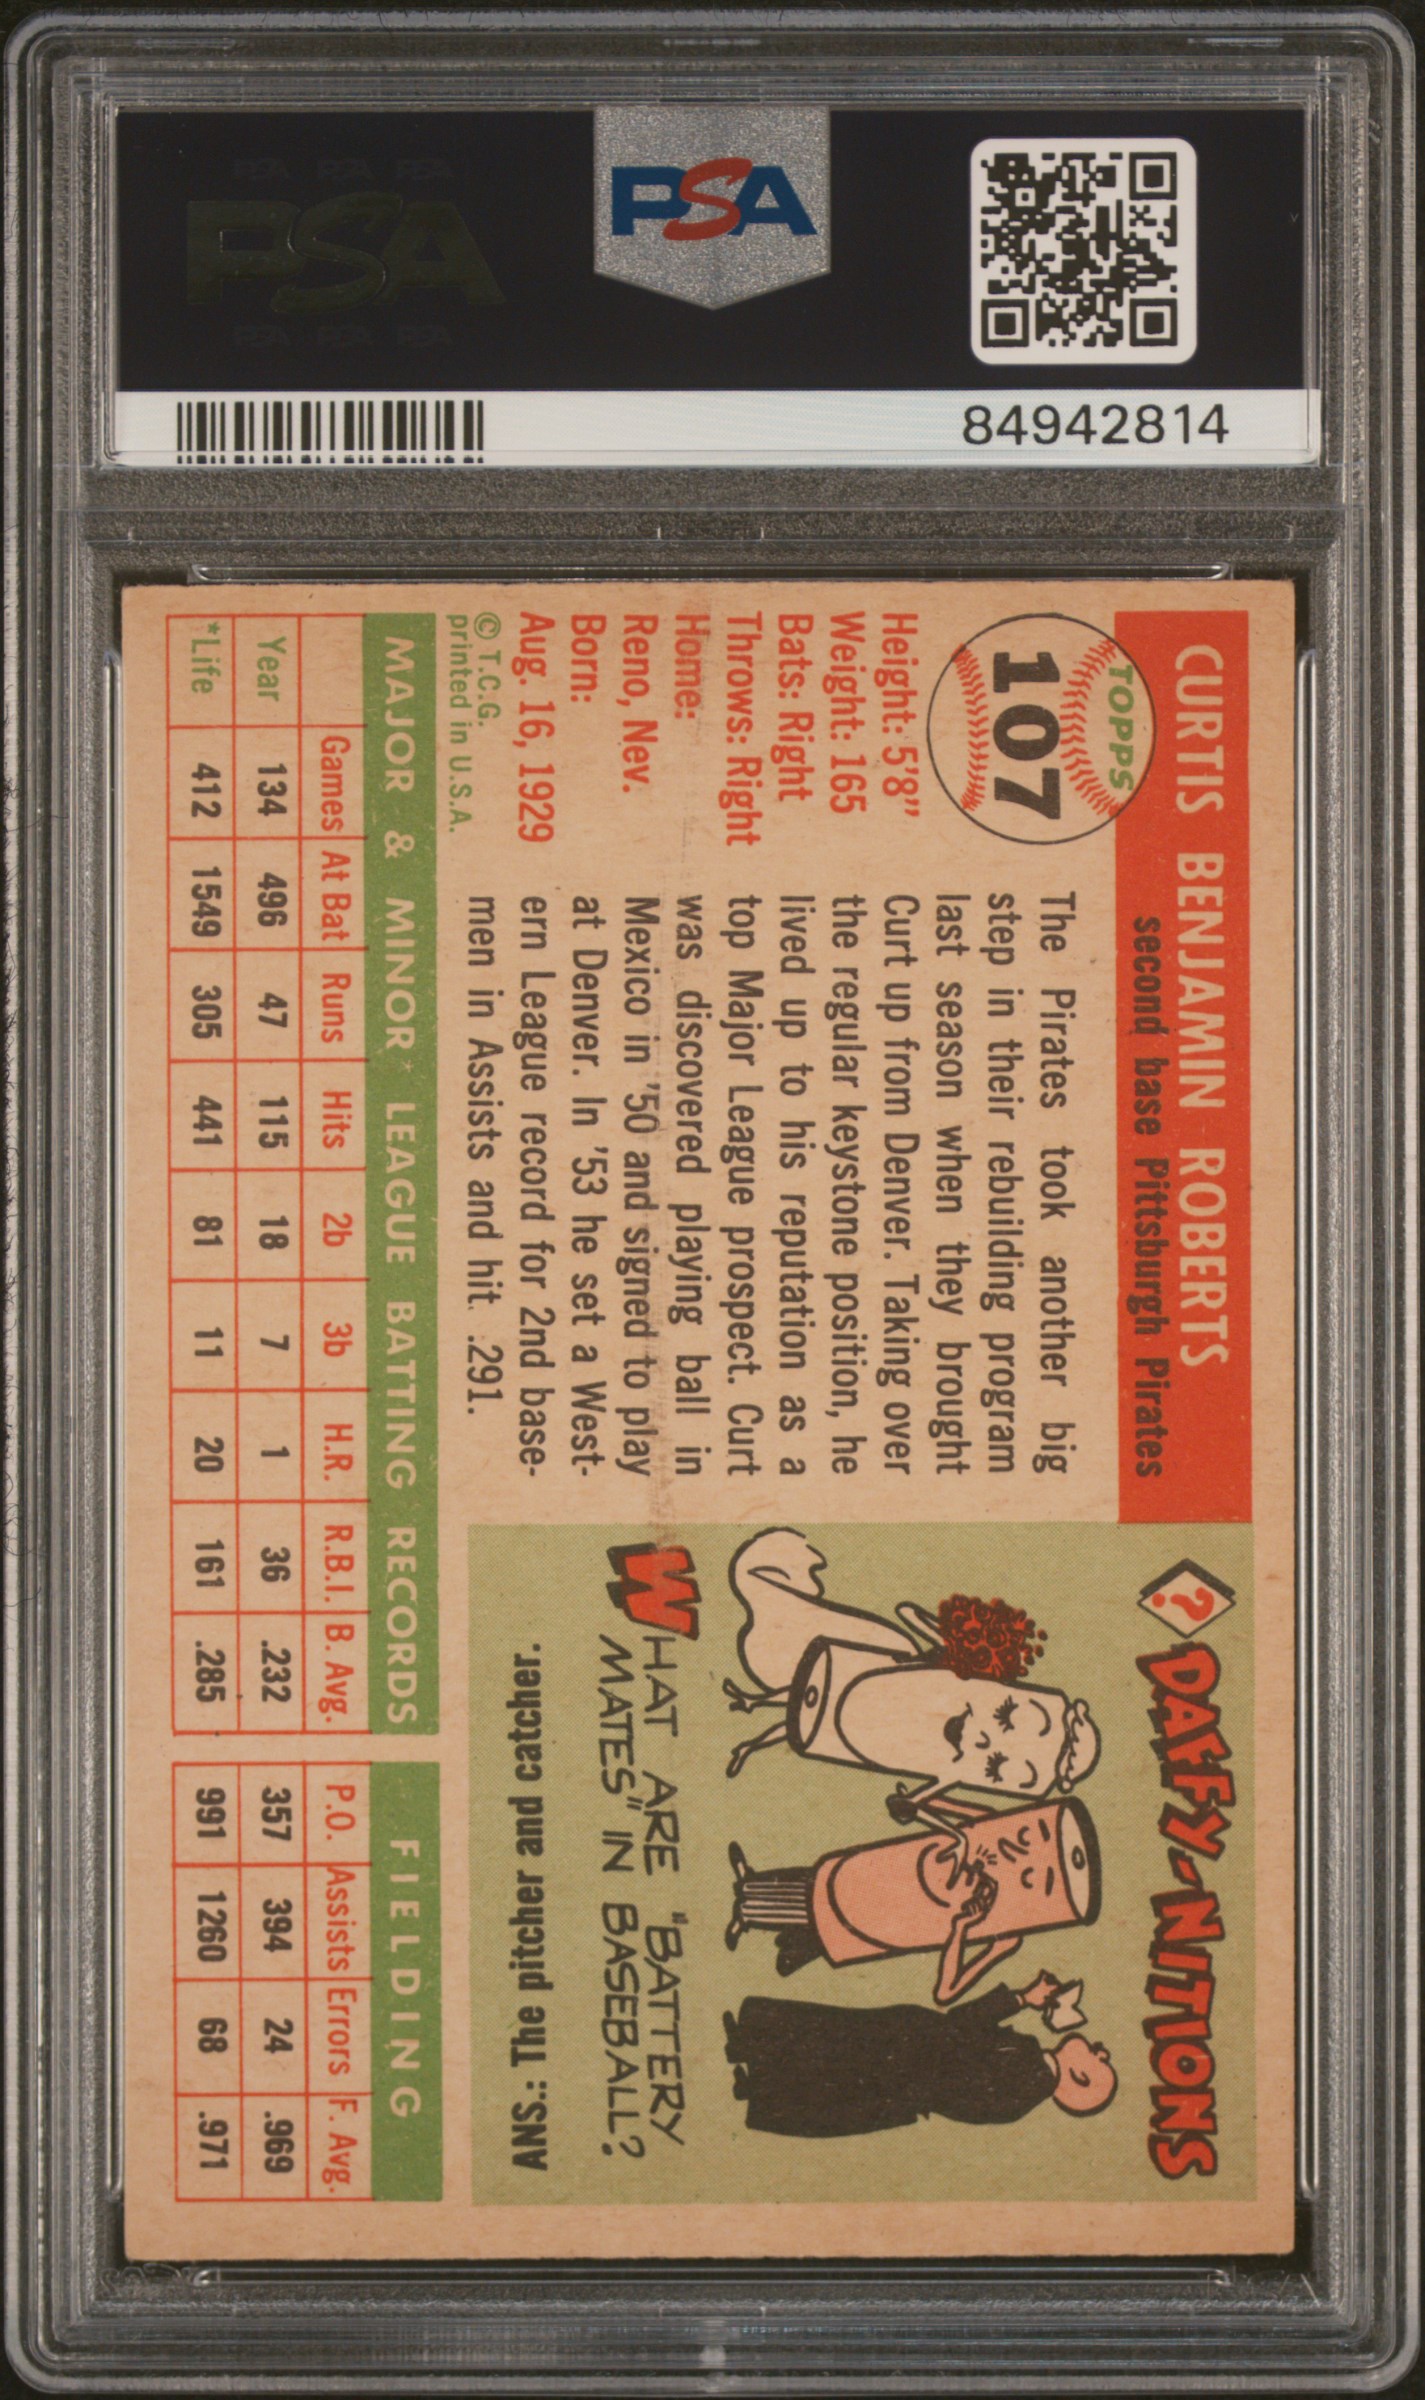 PSA PSA PSA
PSA
PSA PSA PSA
PSA
84942814
CURTIS BENJAMIN ROBERTS
second base Pittsburgh Pirates
TOPPS
107
Height: 5'8"
Weight: 165
Bats: Right
Throws: Right
Home:
Reno, Nev.
Born:
Aug. 16, 1929
© T.C.G.
printed in U.S.A.
The Pirates took another big
step in their rebuilding program
last season when they brought
Curt up from Denver. Taking over
the regular keystone position, he
lived up to his reputation as a
top Major League prospect. Curt
was discovered playing ball in
Mexico in '50 and signed to play
at Denver. In '53 he set a West-
ern League record for 2nd base-
men in Assists and hit .291.
? DAFFY-NITIONS
WHAT ARE "BATTERY
MATES" IN BASEBALL?
ANS.: The pitcher and catcher.
MAJOR & MINOR* LEAGUE BATTING RECORDS FIELDING
Games At Bat Runs Hits 2b 3b H.R. R.B.I. B. Avg. P.O. Assists Errors F. Avg.
Year 134 496 47 115 18 7 1 36 .232 357 394 24 .969
*Life 412 1549 305 441 81 11 20 161 .285 991 1260 68 .971